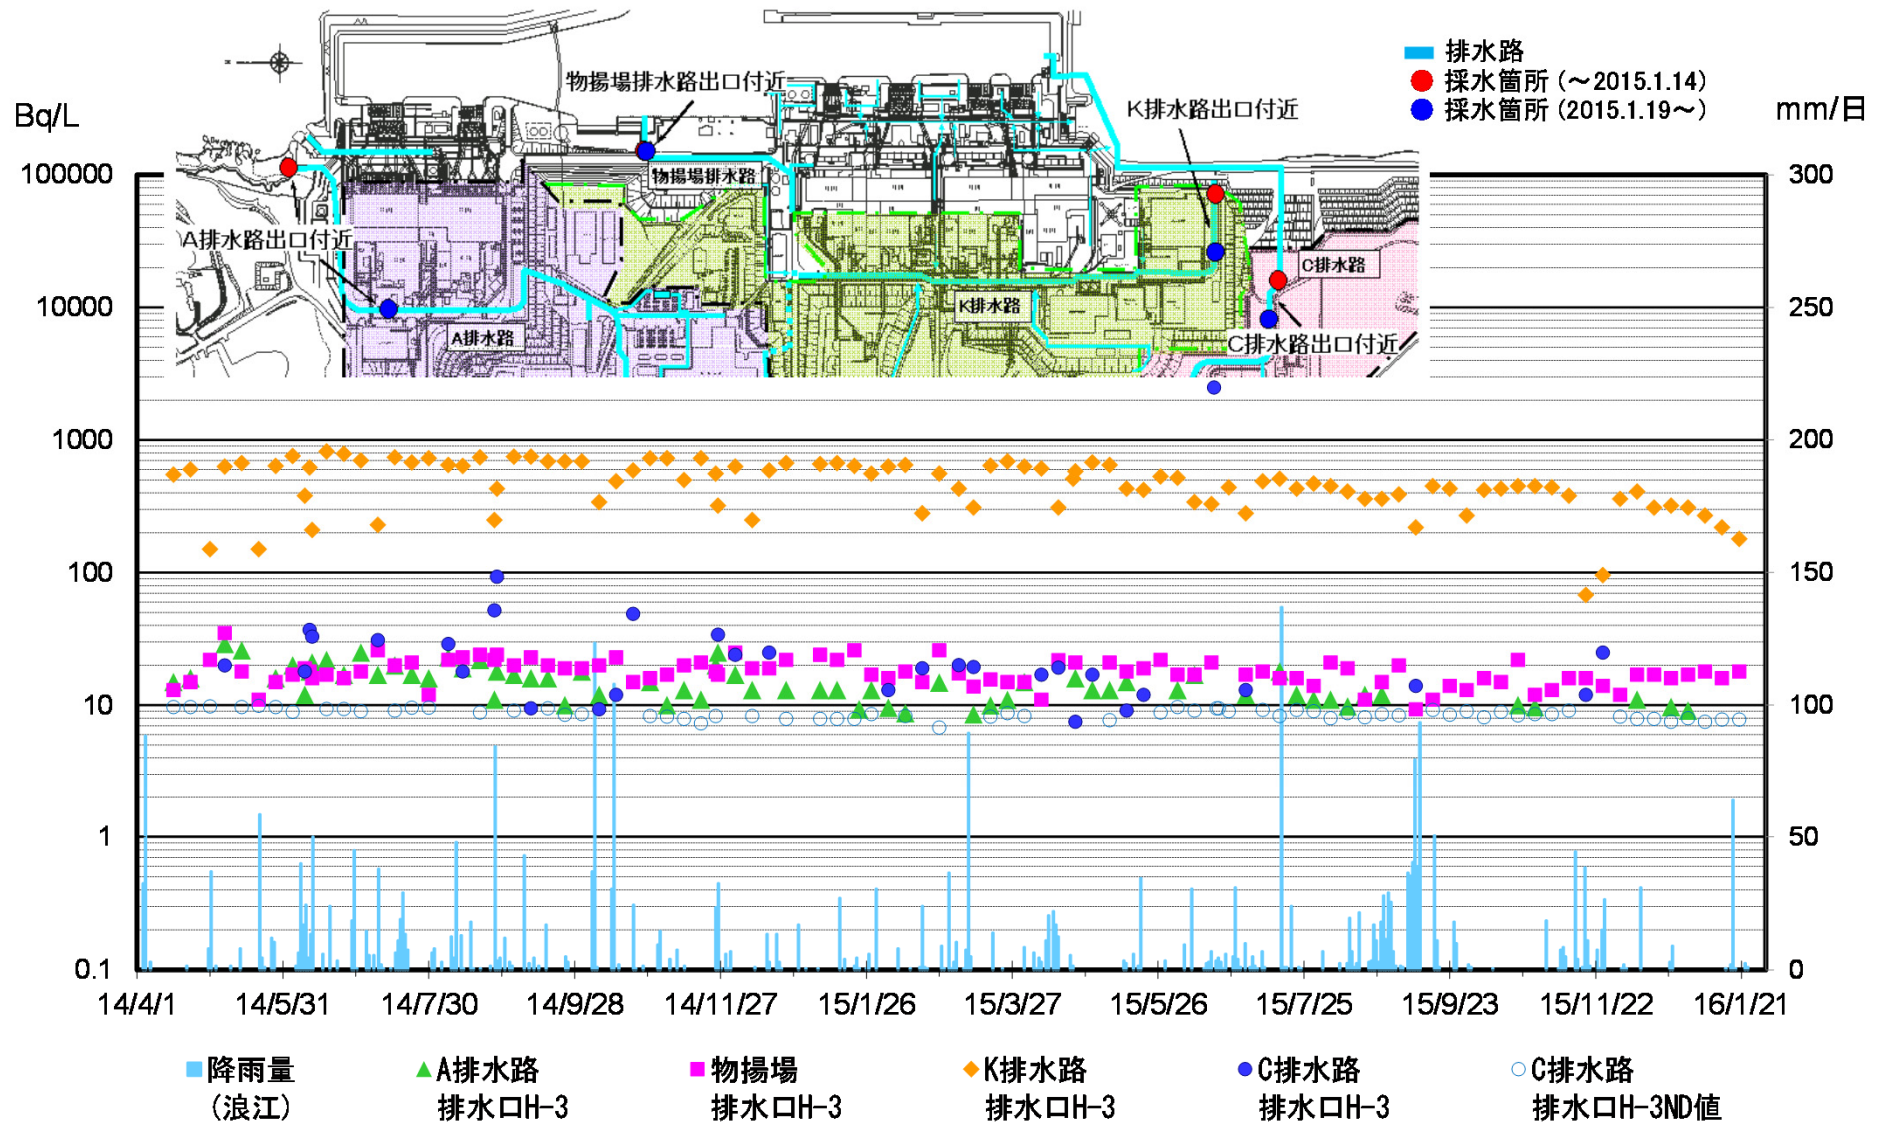 排水路
採水箇所（～2015.1.14）
採水箇所（2015.1.19～）
物揚場排水路出口付近
K排水路出口付近
物揚場排水路
A排水路出口付近
C排水路
K排水路
A排水路
C排水路出口付近
Bq/L
mm/日
100000
10000
1000
100
10
1
0.1
300
250
200
150
100
50
0
14/4/1 14/5/31 14/7/30 14/9/28 14/11/27 15/1/26 15/3/27 15/5/26 15/7/25 15/9/23 15/11/22 16/1/21
降雨量
（浪江）
A排水路
排水口H-3
物揚場
排水口H-3
K排水路
排水口H-3
C排水路
排水口H-3
C排水路
排水口H-3ND値